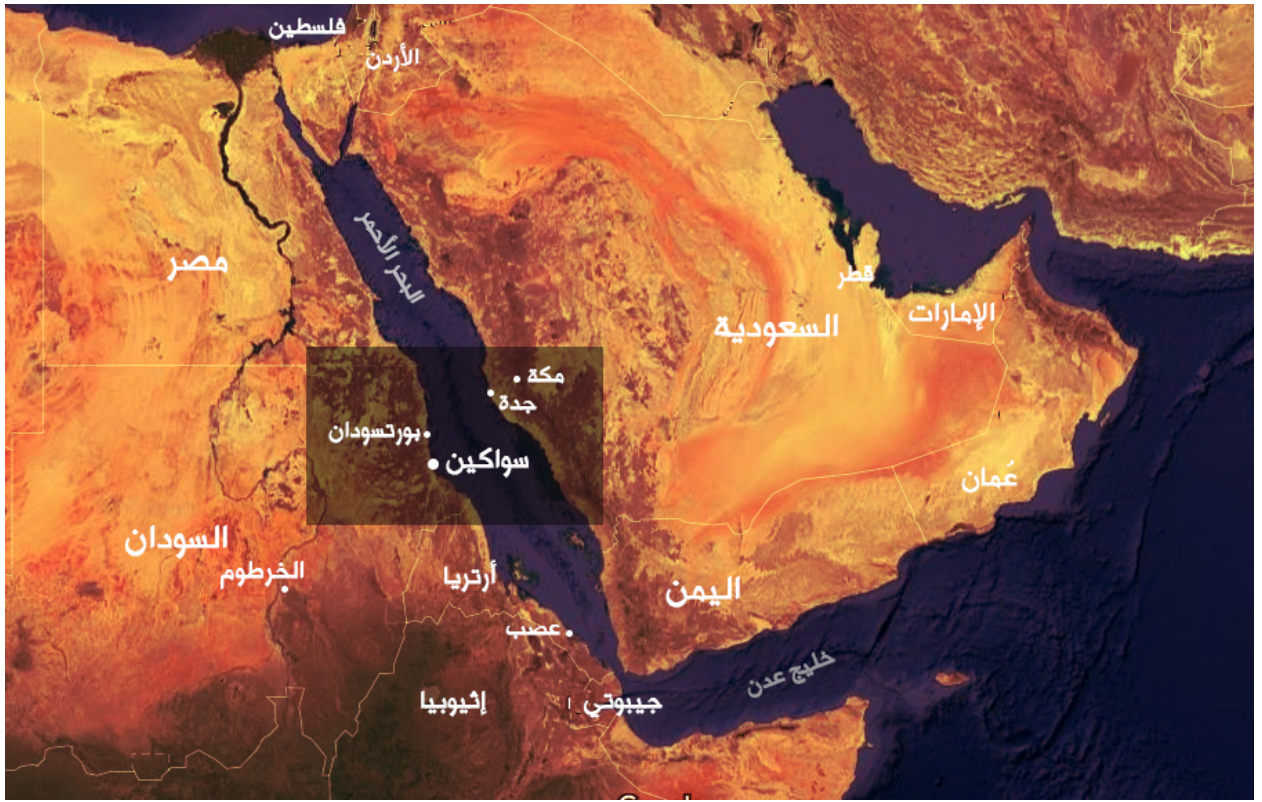 فلسطين
الأردن
مصر
البحر الأحمر
قطر
السعودية
الإمارات
مكة
جدة
بورتسودان
سواكين
عُمان
السودان
الخرطوم
أرتريا
اليمن
عصب
خليج عدن
إثيوبيا
جيبوتي